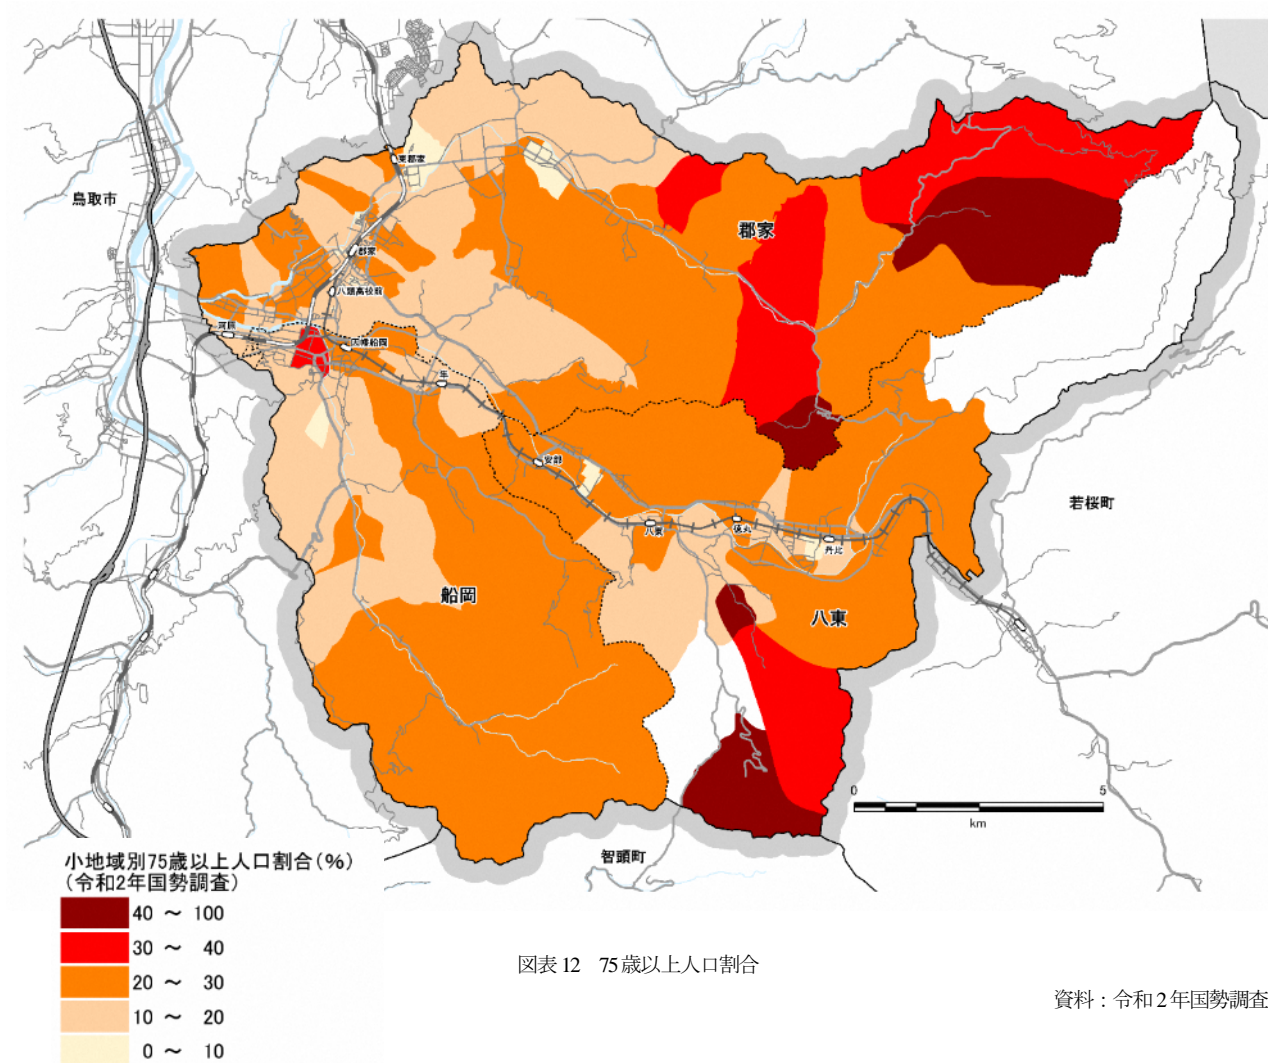 鳥取市
東郡家
郡家
郡家
八頭高校前
河原
因幡船岡
隼
安部
八東
徳丸
丹比
若桜町
船岡
八東
0 5
km
智頭町
小地域別75歳以上人口割合(%)
(令和2年国勢調査)
40 ～ 100
30 ～ 40
20 ～ 30
10 ～ 20
0 ～ 10
図表12 75歳以上人口割合
資料：令和2年国勢調査